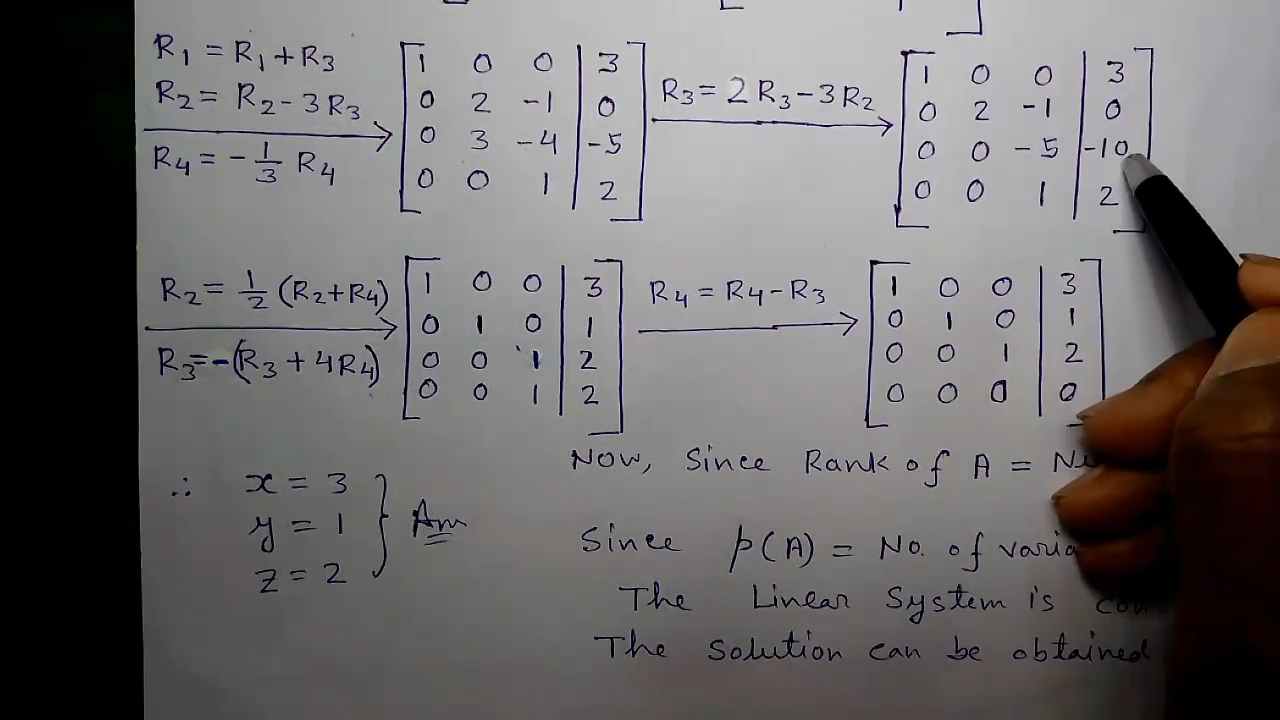 R1 = R1 + R3
R2 = R2 - 3R3
R4 = -1/3 R4
1 0 0 | 3
0 2 -1 | 0
0 3 -4 | -5
0 0 1 | 2
R3 = 2R3 - 3R2
1 0 0 | 3
0 2 -1 | 0
0 0 -5 | -10
0 0 1 | 2
R2 = 1/2 (R2 + R4)
R3 = -(R3 + 4R4)
1 0 0 | 3
0 1 0 | 1
0 0 1 | 2
0 0 1 | 2
R4 = R4 - R3
1 0 0 | 3
0 1 0 | 1
0 0 1 | 2
0 0 0 | 0
Now, Since Rank of A =
∴ x = 3
y = 1
z = 2
} Ans
Since ρ(A) = No. of
The Linear System is
The solution can be obtained